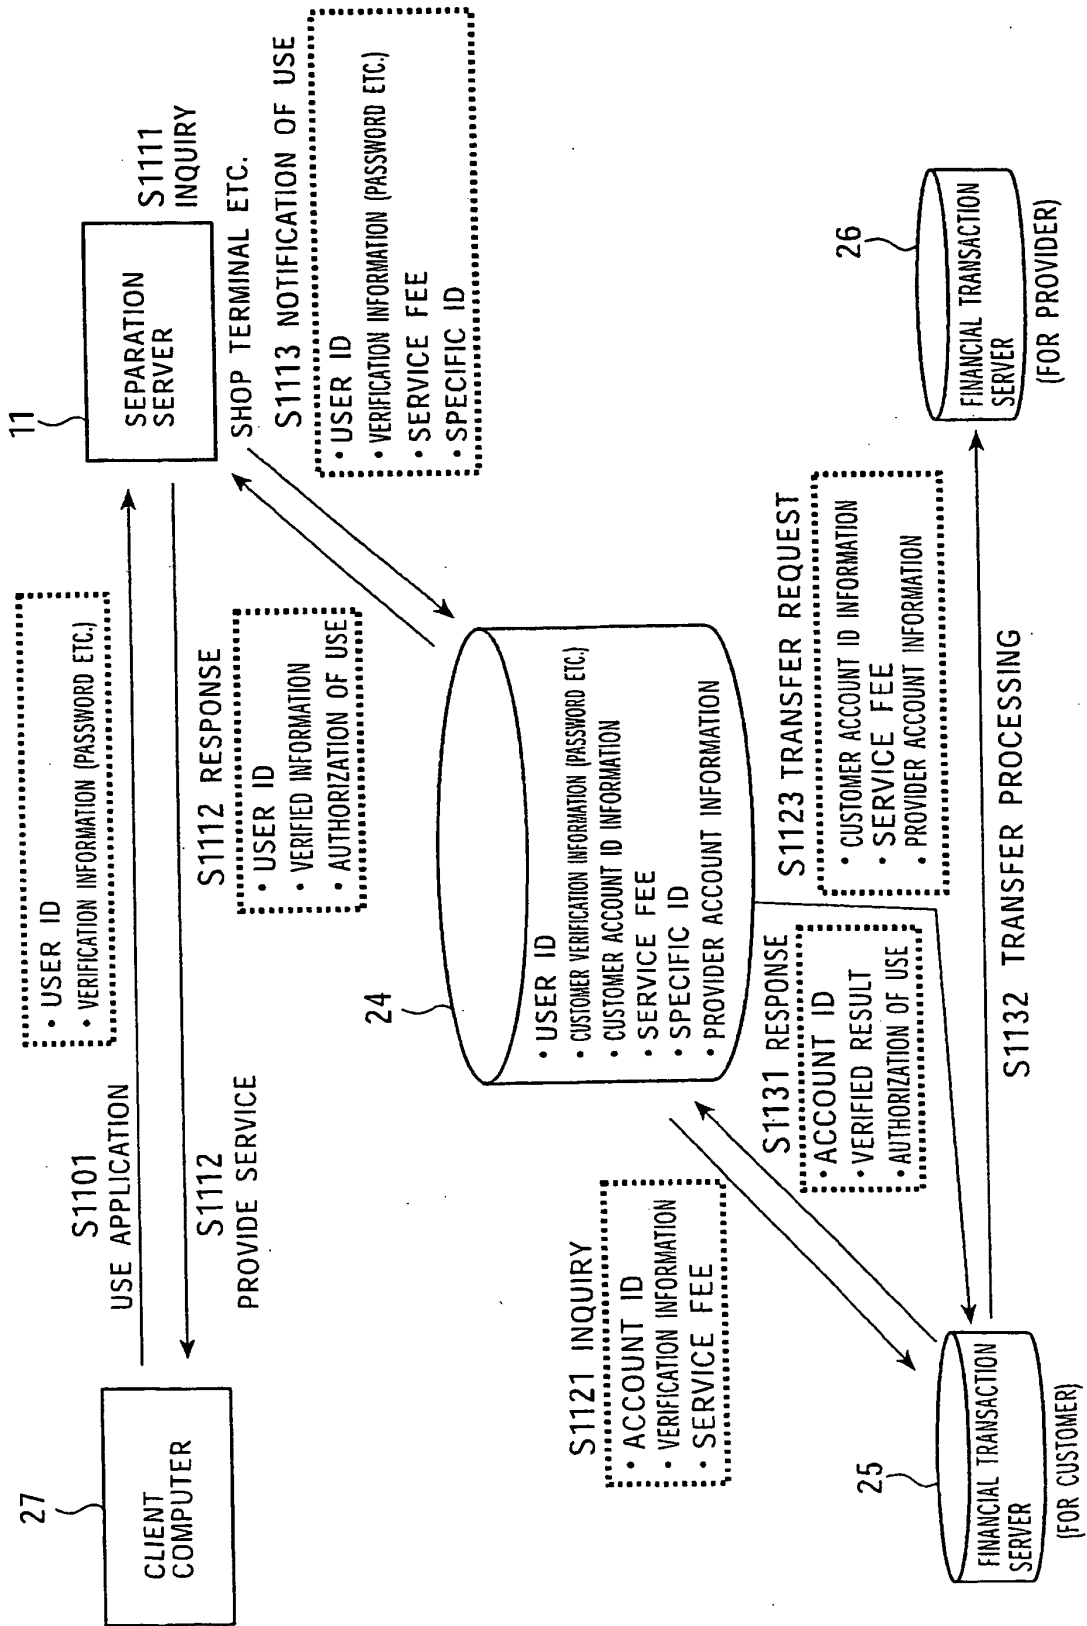 27
CLIENT
COMPUTER
S1101
USE APPLICATION
• USER ID
• VERIFICATION INFORMATION (PASSWORD ETC.)
S1112
PROVIDE SERVICE
11
SEPARATION
SERVER
S1111
INQUIRY
SHOP TERMINAL ETC.
S1112 RESPONSE
• USER ID
• VERIFIED INFORMATION
• AUTHORIZATION OF USE
S1113 NOTIFICATION OF USE
• USER ID
• VERIFICATION INFORMATION (PASSWORD ETC.)
• SERVICE FEE
• SPECIFIC ID
24
• USER ID
• CUSTOMER VERIFICATION INFORMATION (PASSWORD ETC.)
• CUSTOMER ACCOUNT ID INFORMATION
• SERVICE FEE
• SPECIFIC ID
• PROVIDER ACCOUNT INFORMATION
S1121 INQUIRY
• ACCOUNT ID
• VERIFICATION INFORMATION
• SERVICE FEE
S1131 RESPONSE
• ACCOUNT ID
• VERIFIED RESULT
• AUTHORIZATION OF USE
S1123 TRANSFER REQUEST
• CUSTOMER ACCOUNT ID INFORMATION
• SERVICE FEE
• PROVIDER ACCOUNT INFORMATION
25
FINANCIAL TRANSACTION
SERVER
(FOR CUSTOMER)
S1132 TRANSFER PROCESSING
26
FINANCIAL TRANSACTION
SERVER
(FOR PROVIDER)